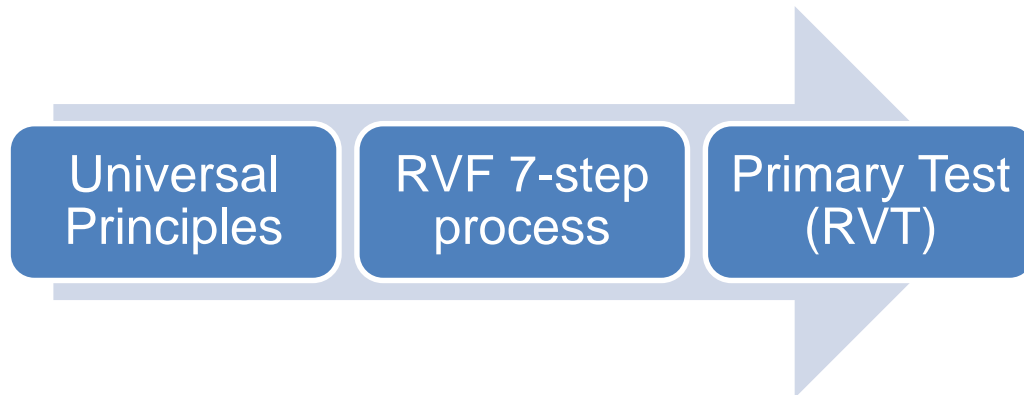 Universal
Principles
RVF 7-step
process
Primary Test
(RVT)